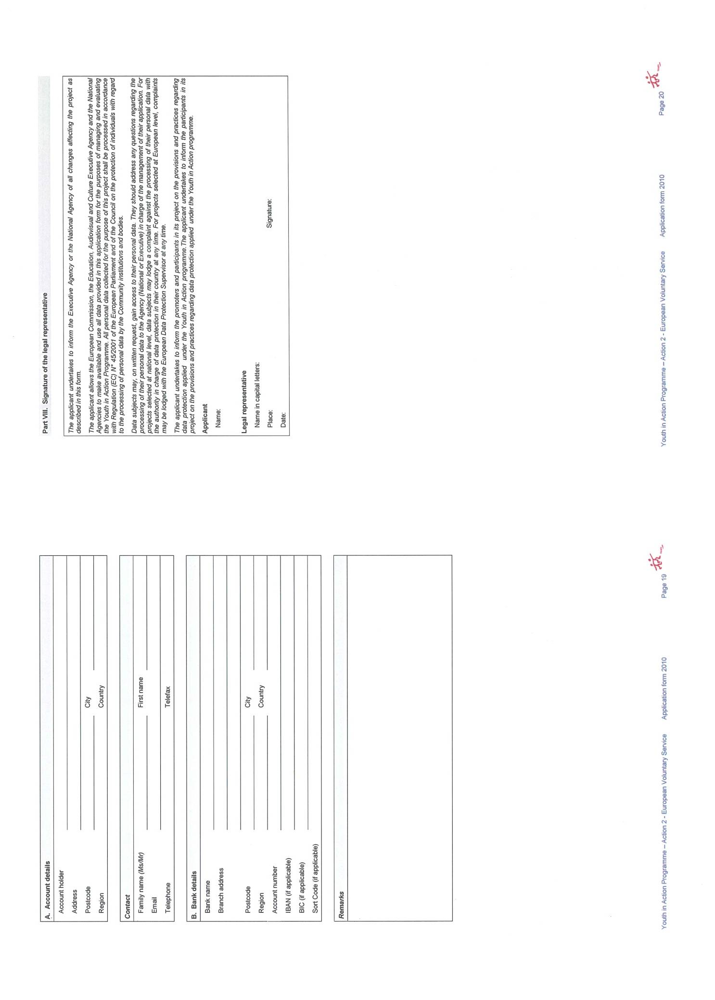 A. Account details
Account holder
Address
Postcode City
Region Country
Contact
Family name (Ms/Mr) First name
Email
Telephone Telefax
B. Bank details
Bank name
Branch address
Postcode City
Region Country
Account number
IBAN (if applicable)
BIC (if applicable)
Sort Code (if applicable)
Remarks
Youth in Action Programme – Action 2 - European Voluntary Service Application form 2010 Page 19
Part VIII. Signature of the legal representative
The applicant undertakes to inform the Executive Agency or the National Agency of all changes affecting the project as
described in this form.
The applicant allows the European Commission, the Education, Audiovisual and Culture Executive Agency and the National
Agencies to make available and use all data provided in this application form for the purposes of managing and evaluating
the Youth in Action Programme. All personal data collected for the purpose of this project shall be processed in accordance
with Regulation (EC) N° 45/2001 of the European Parliament and of the Council on the protection of individuals with regard
to the processing of personal data by the Community institutions and bodies.
Data subjects may, on written request, gain access to their personal data. They should address any questions regarding the
processing of their personal data to the Agency (National or Executive) in charge of the management of their application. For
projects selected at national level, data subjects may lodge a complaint against the processing of their personal data with
the authority in charge of data protection in their country at any time. For projects selected at European level, complaints
may be lodged with the European Data Protection Supervisor at any time.
The applicant undertakes to inform the promoters and participants in its project on the provisions and practices regarding
data protection applied under the Youth in Action programme.The applicant undertakes to inform the participants in its
project on the provisions and practices regarding data protection applied under the Youth in Action programme.
Applicant
Name:
Legal representative
Name in capital letters:
Place: Signature:
Date:
Youth in Action Programme – Action 2 - European Voluntary Service Application form 2010 Page 20